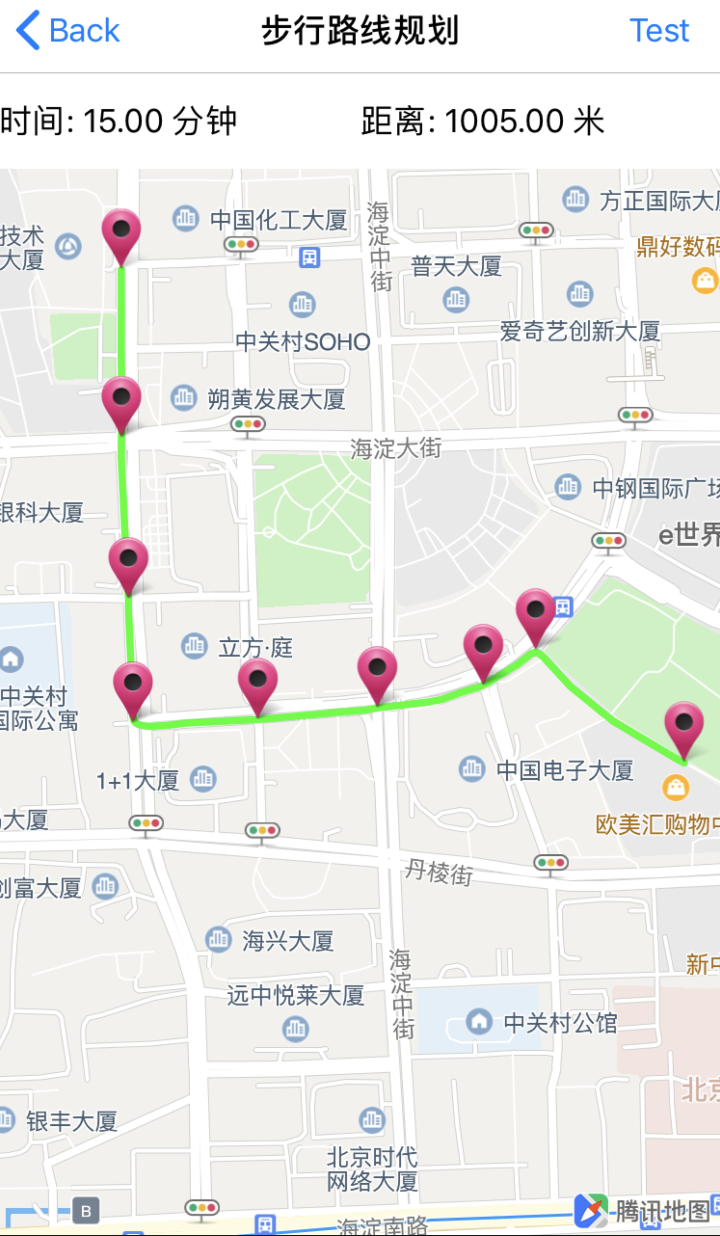 Back
步行路线规划
Test
时间: 15.00 分钟
距离: 1005.00 米
方正国际大
中国化工大厦
海淀中街
技术
大厦
鼎好数码
普天大厦
爱奇艺创新大厦
中关村SOHO
朔黄发展大厦
海淀大街
中钢国际广场
银科大厦
e世界
立方·庭
中关村
国际公寓
中国电子大厦
1+1大厦
大厦
欧美汇购物中
丹棱街
创富大厦
海兴大厦
海淀中街
新中
远中悦莱大厦
中关村公馆
北京
银丰大厦
北京时代
网络大厦
B
腾讯地图
海淀南路